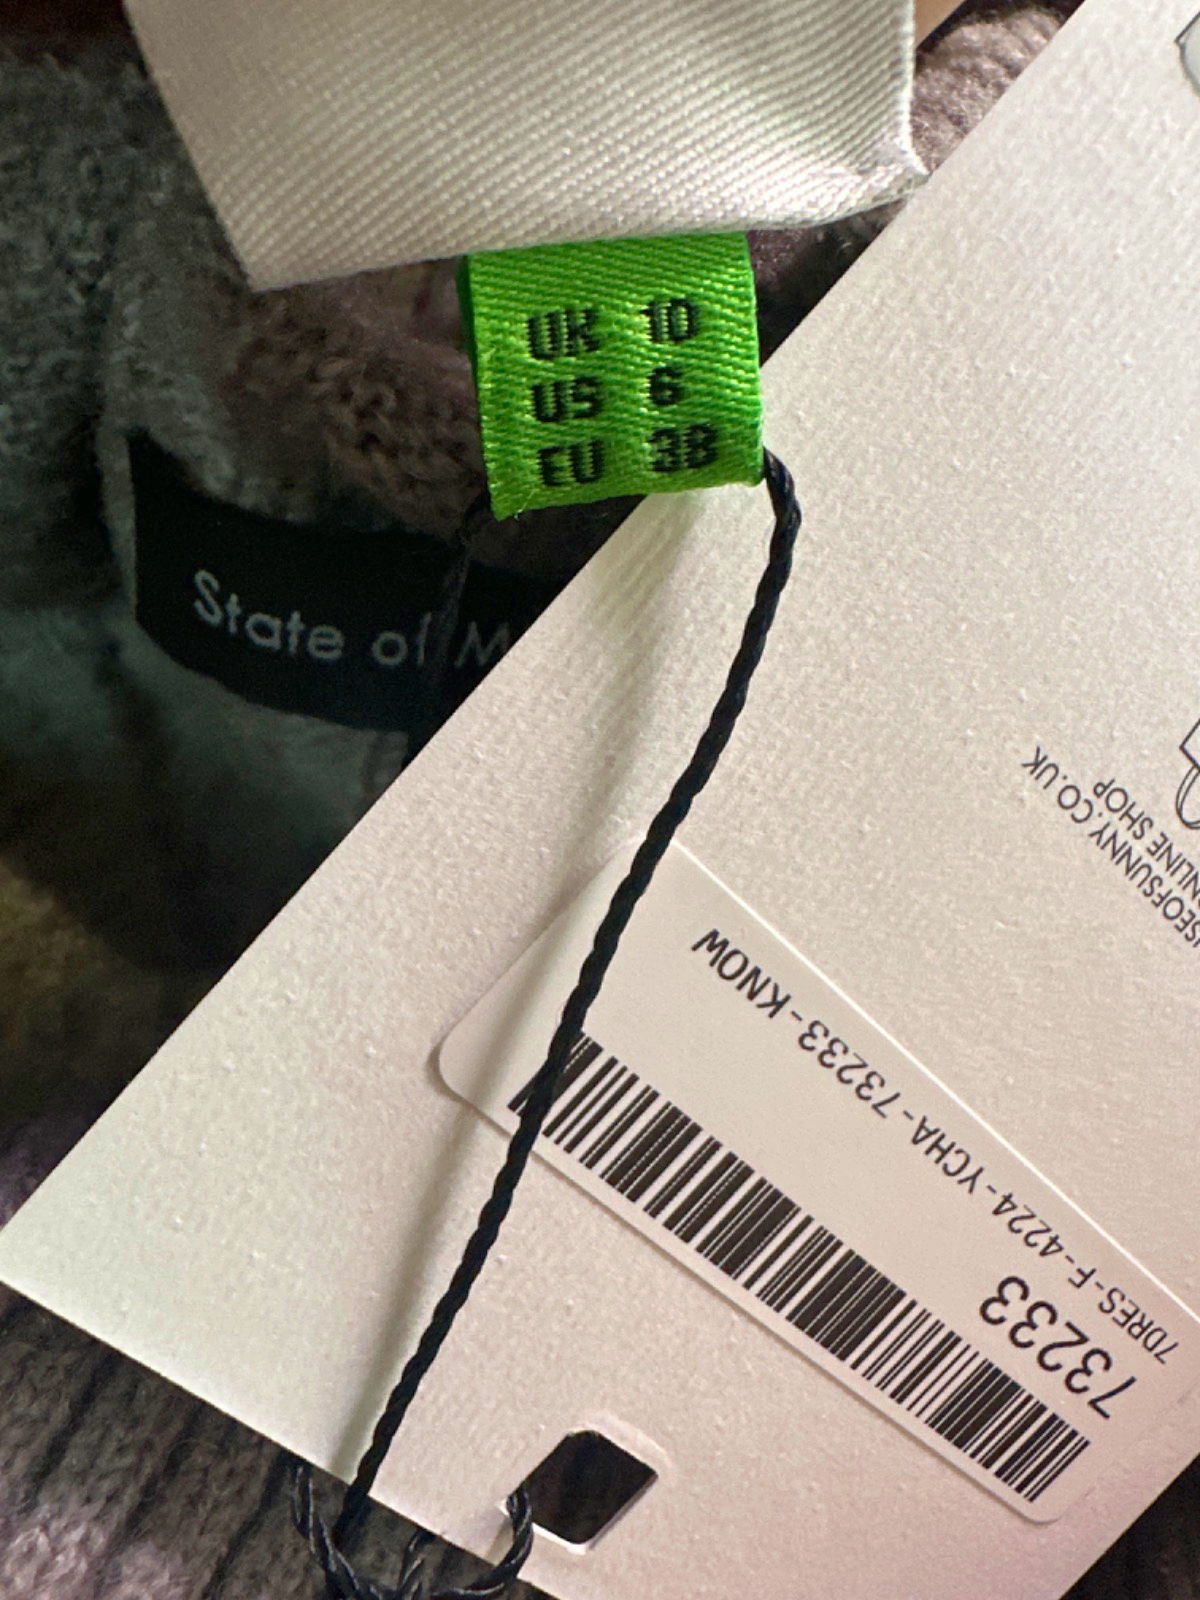 UK 10
US 6
EU 38
State of
SEOFSUNNY.CO.UK
NLINE SHOP
7DRES-F-4224-YCHA-73233-KNOW
73233